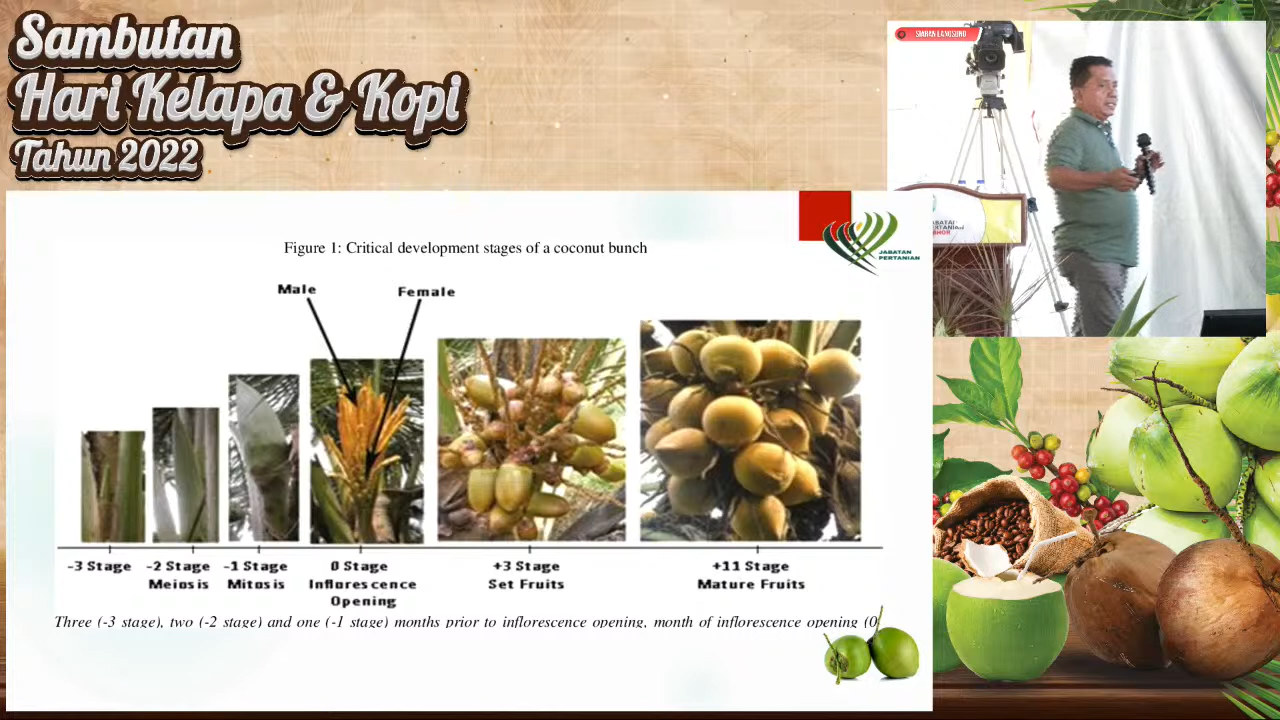 Sambutan
Hari Kelapa & Kopi
Tahun 2022
SIARAN LANGSUNG
JABATAN
PERTANIAN
Figure 1: Critical development stages of a coconut bunch
Male
Female
-3 Stage
-2 Stage
Meiosis
-1 Stage
Mitosis
0 Stage
Inflorescence
Opening
+3 Stage
Set Fruits
+11 Stage
Mature Fruits
Three (-3 stage), two (-2 stage) and one (-1 stage) months prior to inflorescence opening, month of inflorescence opening (0